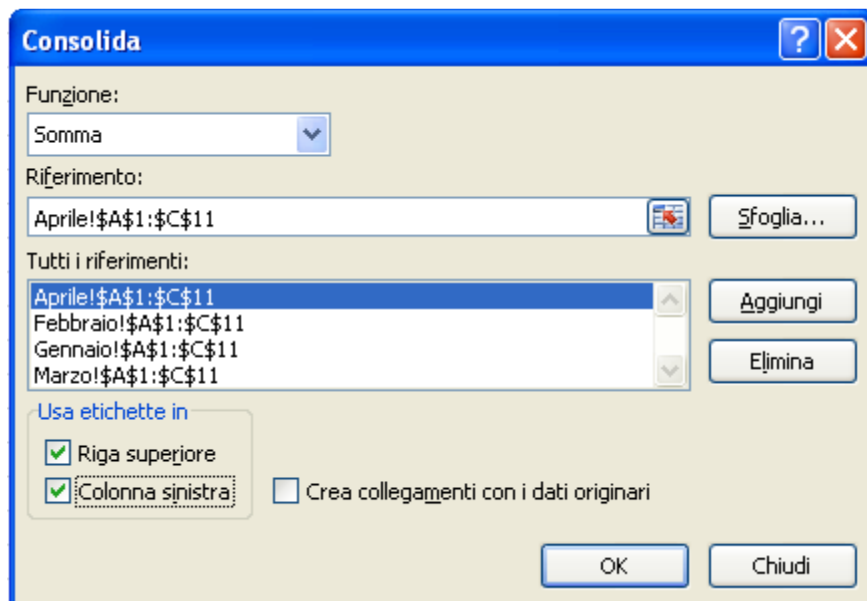 Consolida
Funzione:
Somma
Riferimento:
Aprile!$A$1:$C$11
Sfoglia...
Tutti i riferimenti:
Aprile!$A$1:$C$11
Febbraio!$A$1:$C$11
Gennaio!$A$1:$C$11
Marzo!$A$1:$C$11
Aggiungi
Elimina
Usa etichette in
Riga superiore
Colonna sinistra
Crea collegamenti con i dati originari
OK
Chiudi